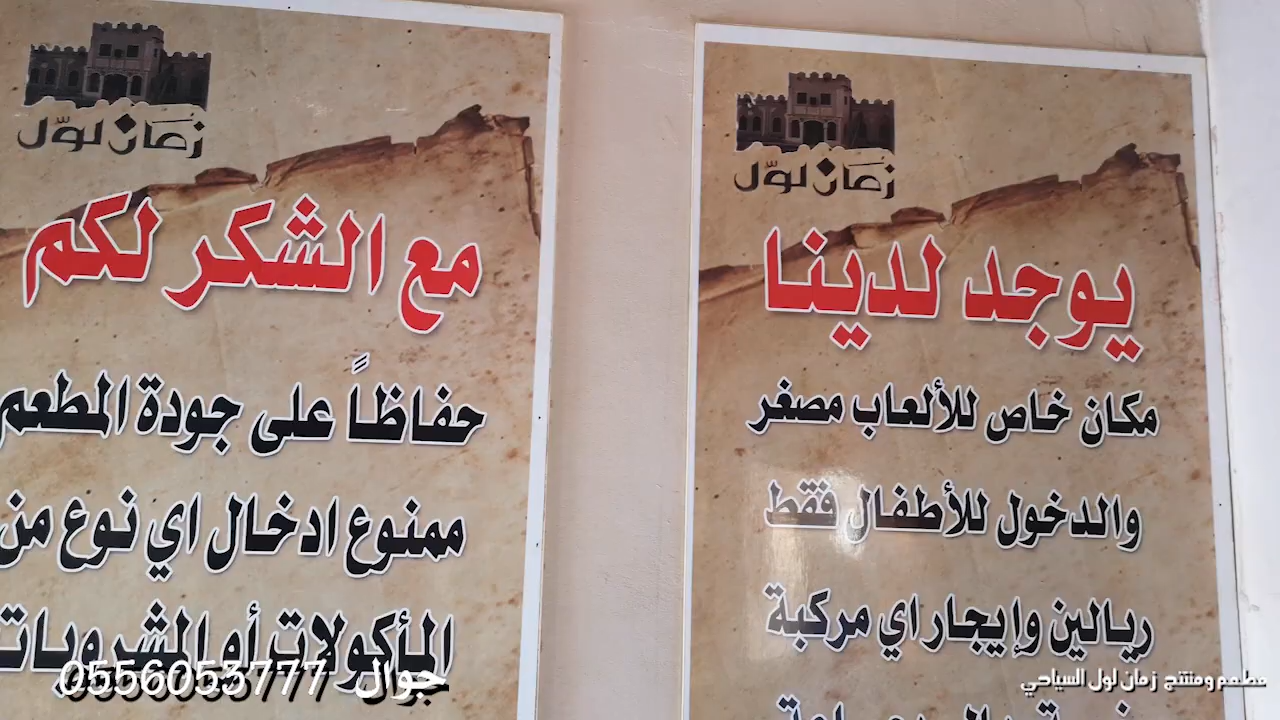 زمان لوّل
يوجد لدينا
مكان خاص للألعاب مصغر
والدخول للأطفال فقط
ريالين وإيجار اي مركبة
زمان لوّل
مع الشكر لكم
حفاظاً على جودة المطعم
ممنوع ادخال اي نوع من
المأكولات أو المشروبات
جوال 0556053777
مطعم ومنتتج زمان لول السياحي